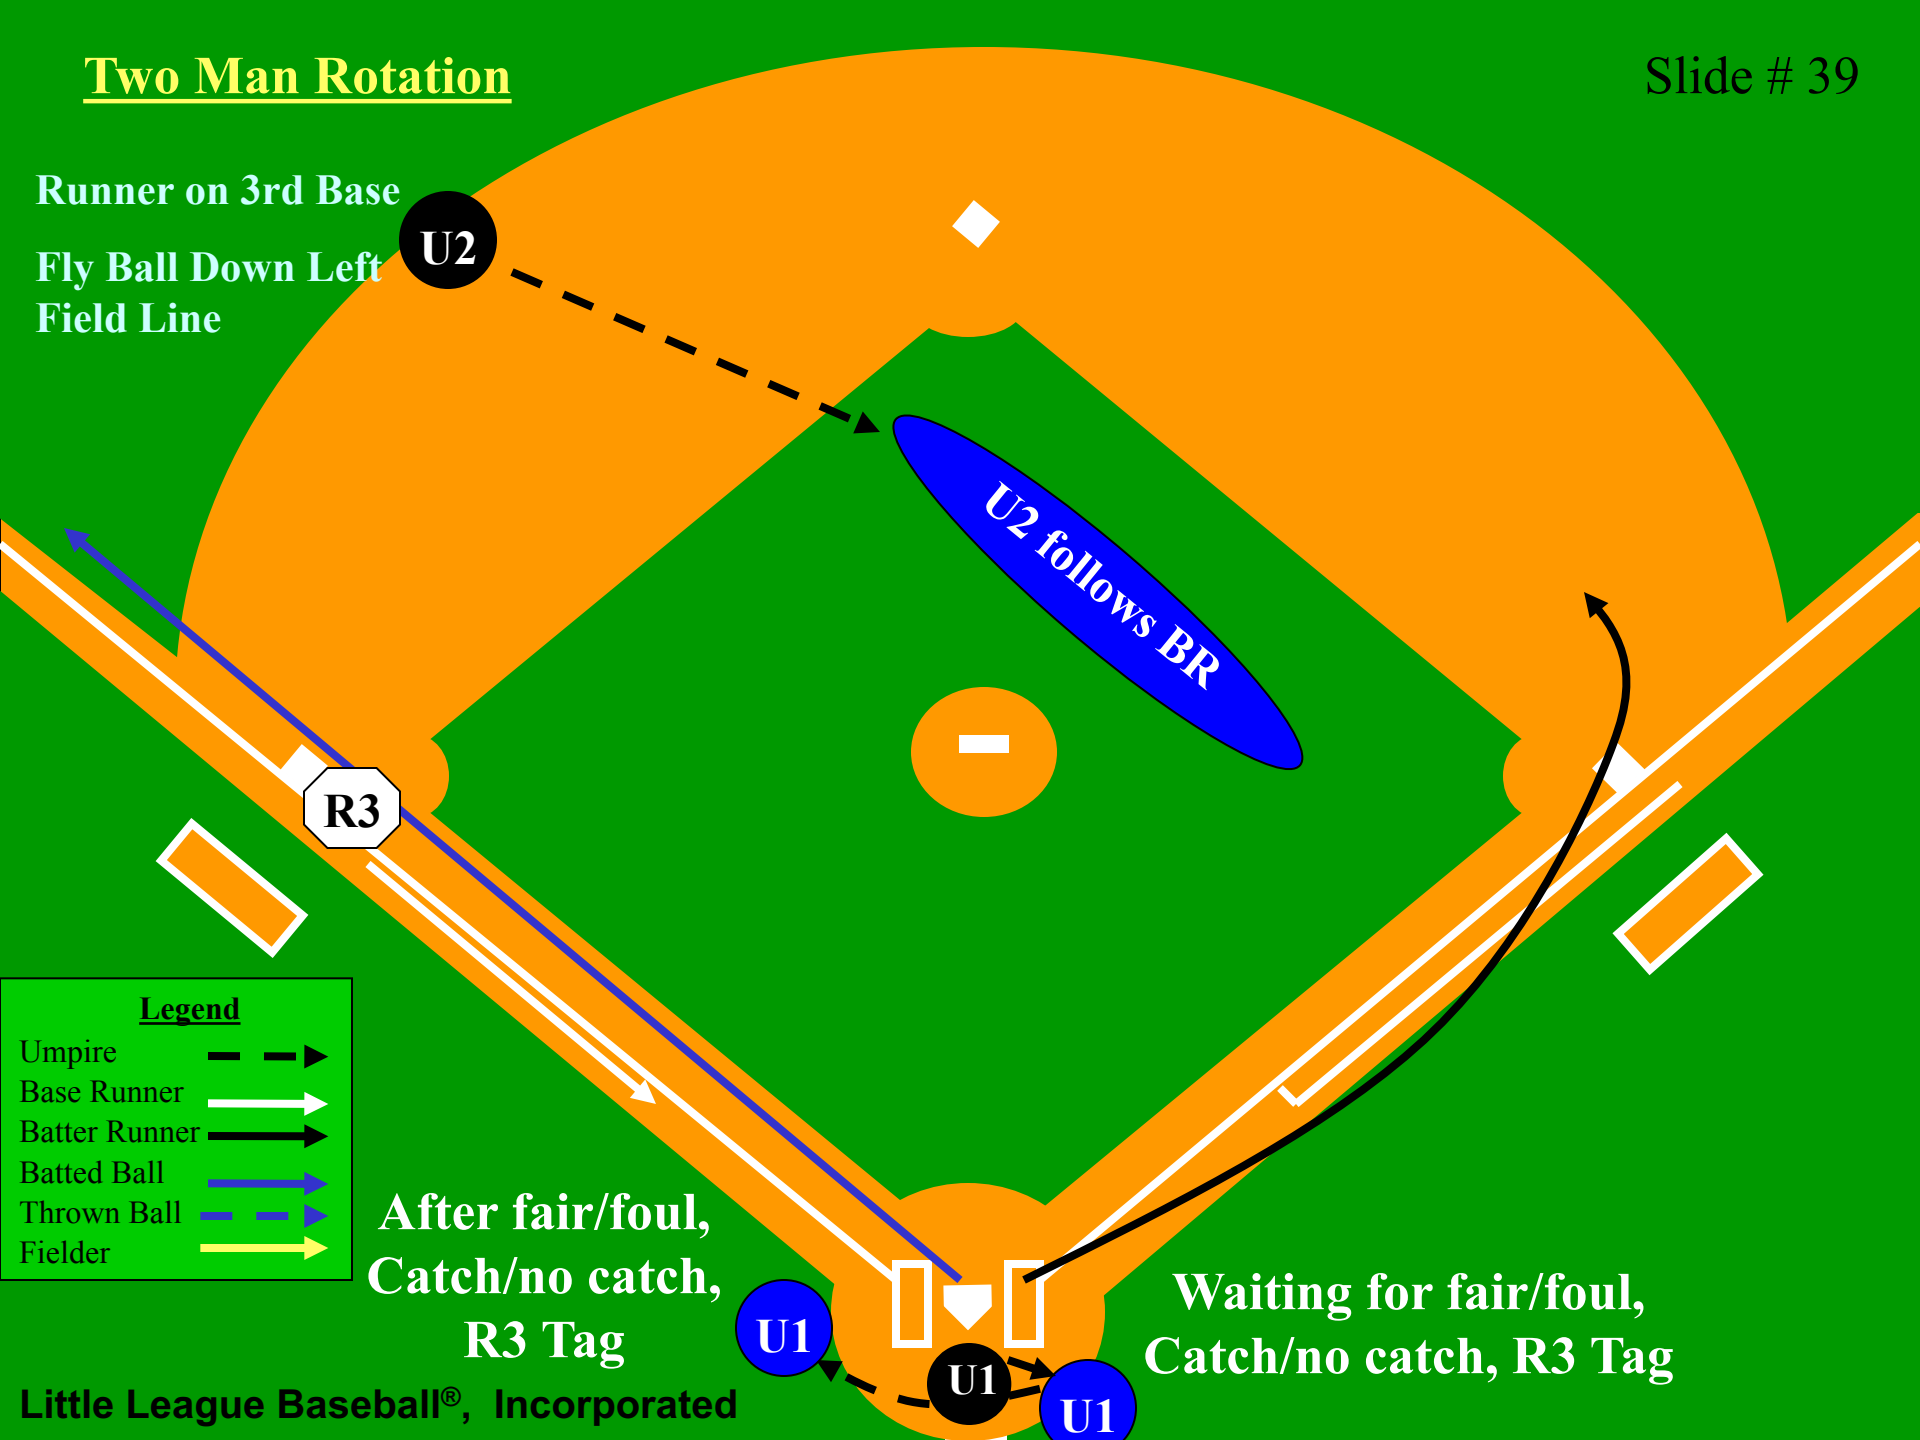 Two Man Rotation
Slide # 39
Runner on 3rd Base
Fly Ball Down Left
Field Line
U2
U2 follows BR
R3
Legend
Umpire
Base Runner
Batter Runner
Batted Ball
Thrown Ball
Fielder
After fair/foul,
Catch/no catch,
R3 Tag
U1
U1
U1
Waiting for fair/foul,
Catch/no catch, R3 Tag
Little League Baseball®, Incorporated